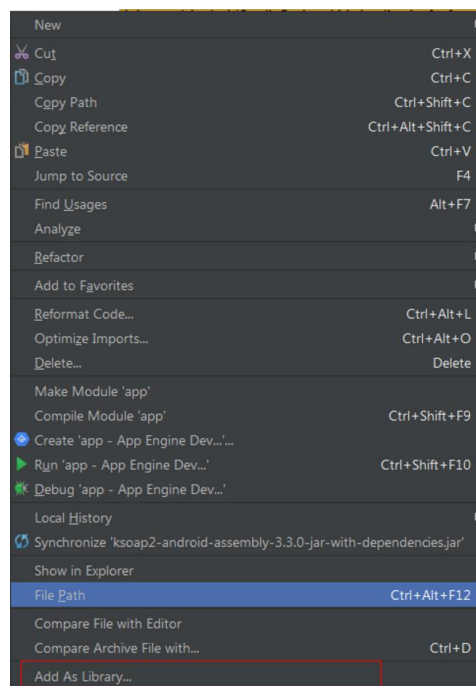 New
Cut Ctrl+X
Copy Ctrl+C
Copy Path Ctrl+Shift+C
Copy Reference Ctrl+Alt+Shift+C
Paste Ctrl+V
Jump to Source F4
Find Usages Alt+F7
Analyze
Refactor
Add to Favorites
Reformat Code... Ctrl+Alt+L
Optimize Imports... Ctrl+Alt+O
Delete... Delete
Make Module 'app'
Compile Module 'app' Ctrl+Shift+F9
Create 'app - App Engine Dev...'...
Run 'app - App Engine Dev...' Ctrl+Shift+F10
Debug 'app - App Engine Dev...'
Local History
Synchronize 'ksoap2-android-assembly-3.3.0-jar-with-dependencies.jar'
Show in Explorer
File Path Ctrl+Alt+F12
Compare File with Editor
Compare Archive File with... Ctrl+D
Add As Library...